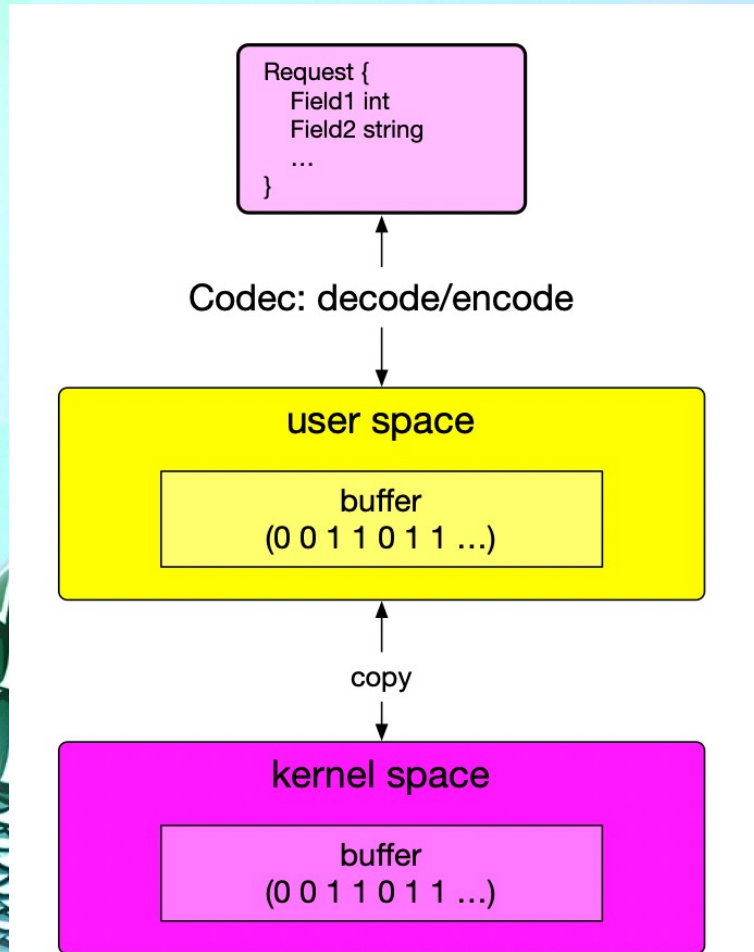 Request {
Field1 int
Field2 string
...
}
Codec: decode/encode
user space
buffer
(0 0 1 1 0 1 1 ...)
copy
kernel space
buffer
(0 0 1 1 0 1 1 ...)